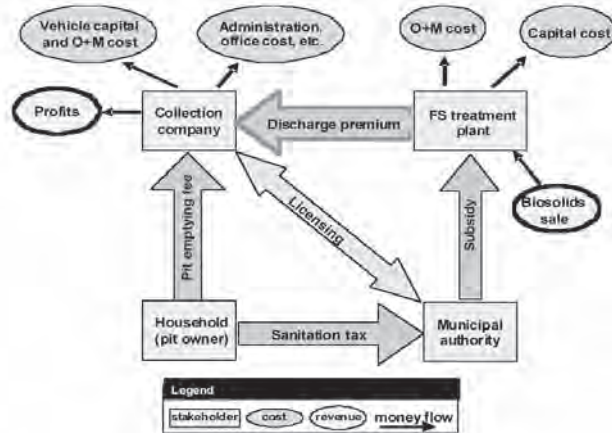 Vehicle capital
and O+M cost
Administration,
office cost, etc.
O+M cost
Capital cost
Profits
Collection
company
Discharge premium
FS treatment
plant
Pit emptying fee
Licensing
Subsidy
Biosolids
sale
Household
(pit owner)
Sanitation tax
Municipal
authority
Legend
stakeholder
cost
revenue
money flow